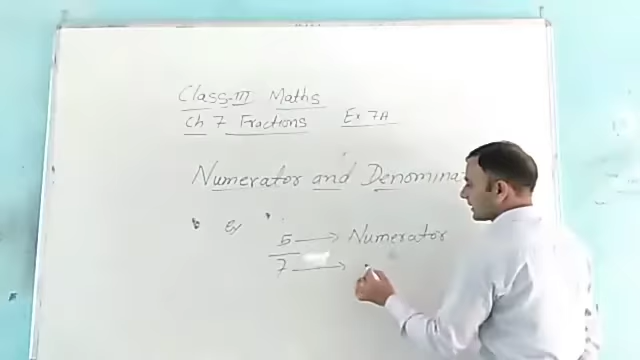 Class-III Maths
Ch 7 Fractions Ex 7A
Numerator and Denomina
Ex
5 → Numerator
7 →